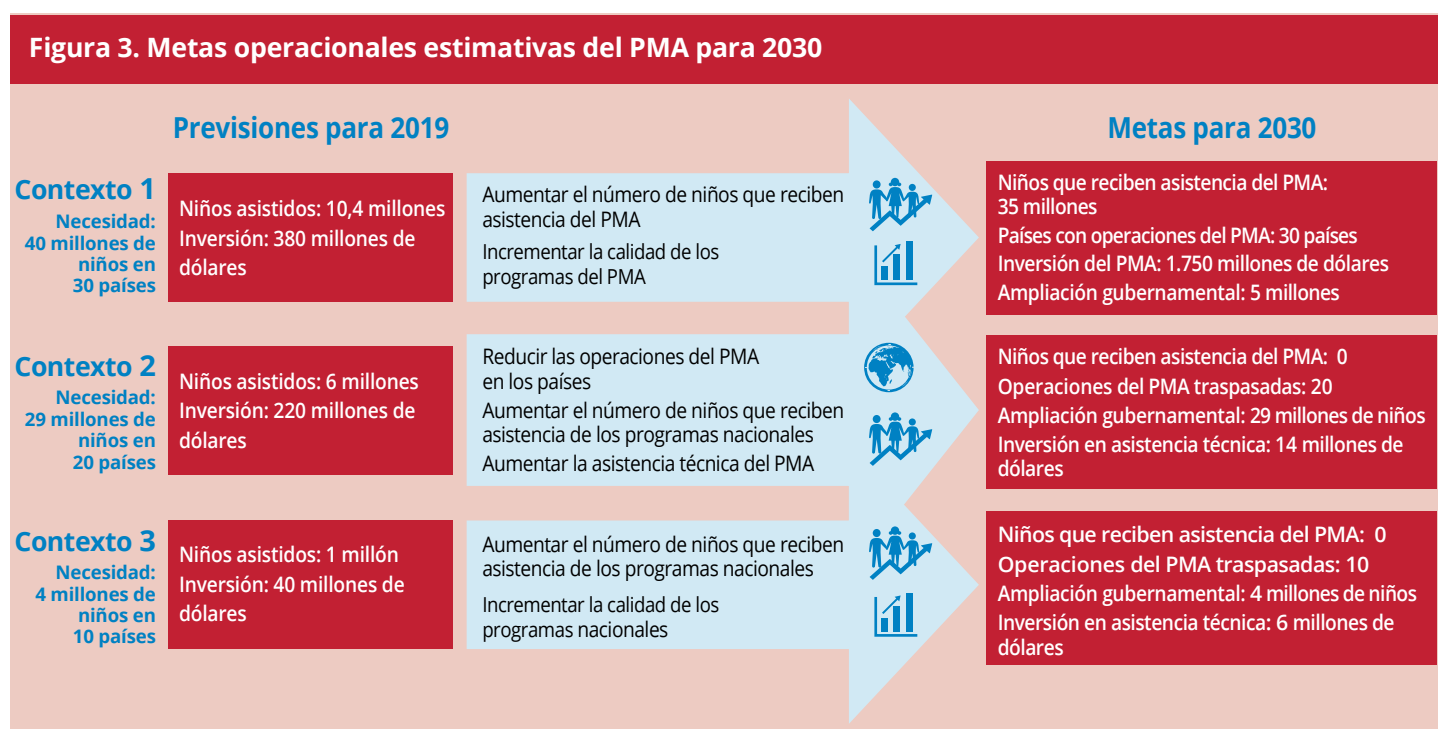 Figura 3. Metas operacionales estimativas del PMA para 2030
Previsiones para 2019
Metas para 2030
Contexto 1
Necesidad:
40 millones de
niños en
30 países
Niños asistidos: 10,4 millones
Inversión: 380 millones de
dólares
Aumentar el número de niños que reciben
asistencia del PMA
Incrementar la calidad de los
programas del PMA
Niños que reciben asistencia del PMA:
35 millones
Países con operaciones del PMA: 30 países
Inversión del PMA: 1.750 millones de dólares
Ampliación gubernamental: 5 millones
Contexto 2
Necesidad:
29 millones de
niños en
20 países
Niños asistidos: 6 millones
Inversión: 220 millones de
dólares
Reducir las operaciones del PMA
en los países
Aumentar el número de niños que reciben
asistencia de los programas nacionales
Aumentar la asistencia técnica del PMA
Niños que reciben asistencia del PMA: 0
Operaciones del PMA traspasadas: 20
Ampliación gubernamental: 29 millones de niños
Inversión en asistencia técnica: 14 millones de
dólares
Contexto 3
Necesidad:
4 millones de
niños en
10 países
Niños asistidos: 1 millón
Inversión: 40 millones de
dólares
Aumentar el número de niños que reciben
asistencia de los programas nacionales
Incrementar la calidad de los
programas nacionales
Niños que reciben asistencia del PMA: 0
Operaciones del PMA traspasadas: 10
Ampliación gubernamental: 4 millones de niños
Inversión en asistencia técnica: 6 millones de
dólares